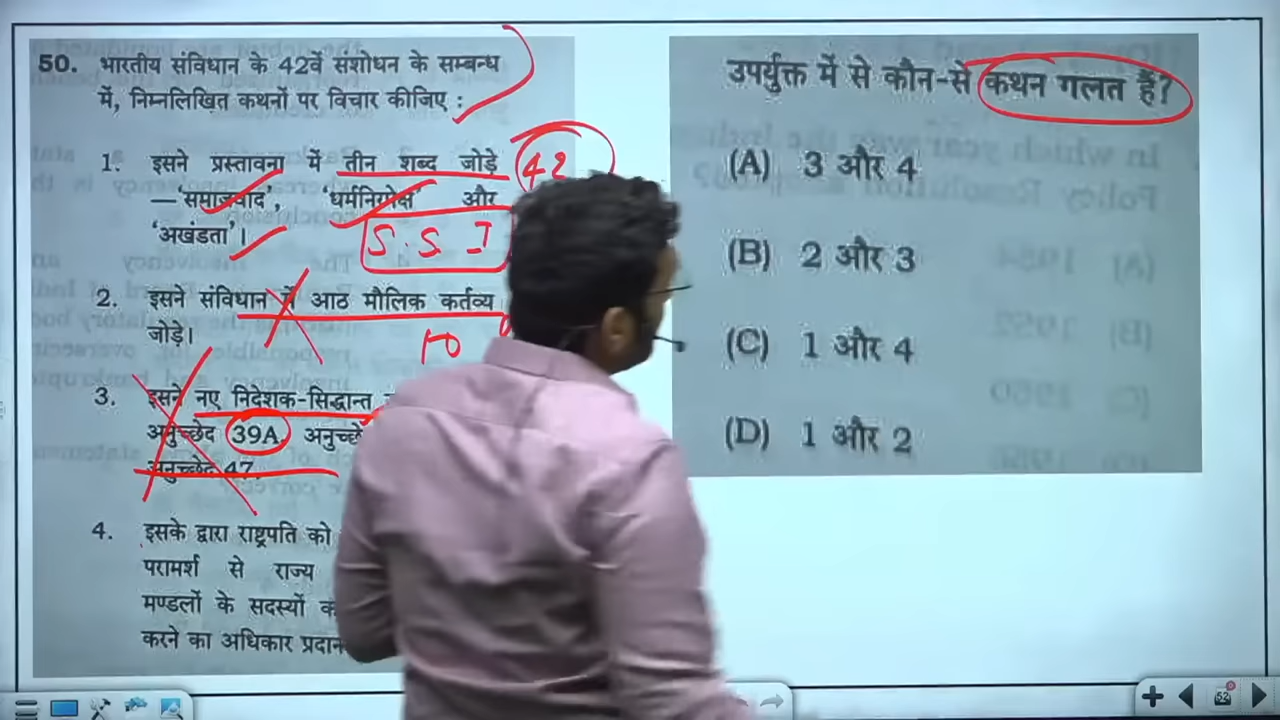 50. भारतीय संविधान के 42वें संशोधन के सम्बन्ध
में, निम्नलिखित कथनों पर विचार कीजिए :
1. इसने प्रस्तावना में तीन शब्द जोड़े 42
—'समाजवाद', 'धर्मनिरपेक्ष' और
'अखंडता'। S. S I
2. इसने संविधान में आठ मौलिक कर्तव्य
जोड़े। 10
3. इसने नए निदेशक-सिद्धान्त
अनुच्छेद 39A,
अनुच्छेद 47,
4. इसके द्वारा राष्ट्रपति को
परामर्श से राज्य
मण्डलों के सदस्यों
करने का अधिकार
उपर्युक्त में से कौन-से कथन गलत हैं?
(A) 3 और 4
(B) 2 और 3
(C) 1 और 4
(D) 1 और 2
52